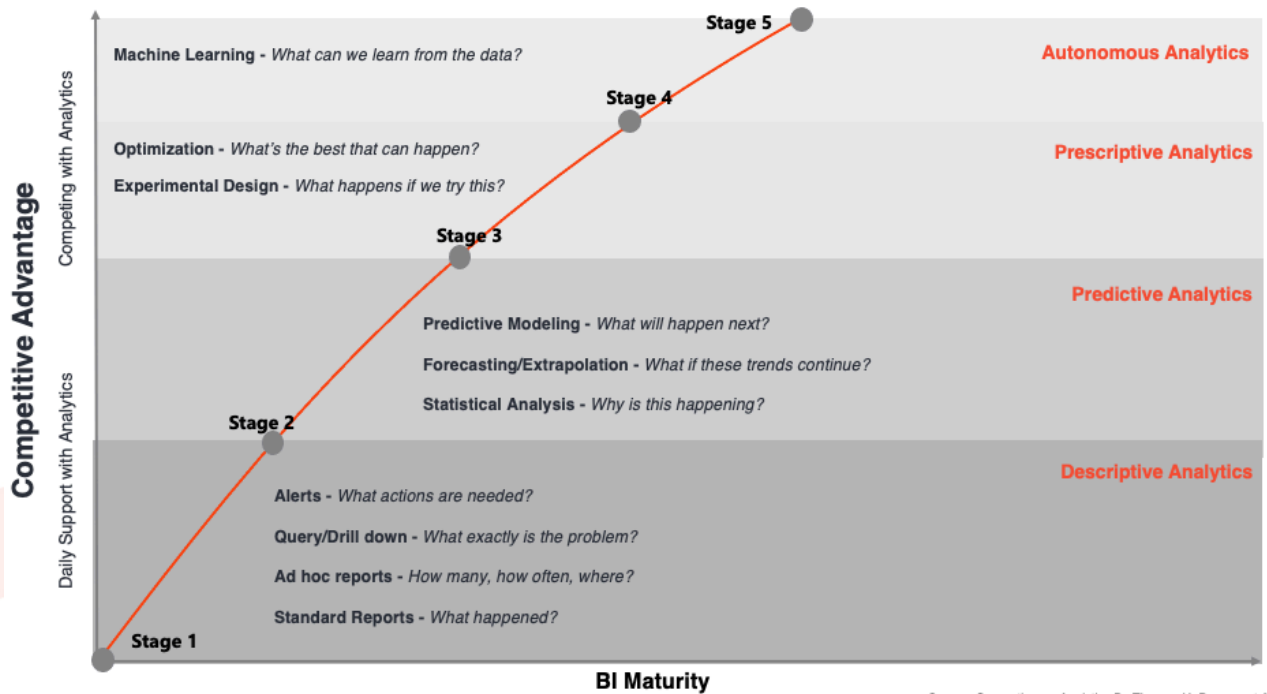 Stage 5
Machine Learning - What can we learn from the data?
Autonomous Analytics
Stage 4
Optimization - What's the best that can happen?
Prescriptive Analytics
Experimental Design - What happens if we try this?
Stage 3
Predictive Analytics
Predictive Modeling - What will happen next?
Forecasting/Extrapolation - What if these trends continue?
Statistical Analysis - Why is this happening?
Stage 2
Descriptive Analytics
Alerts - What actions are needed?
Query/Drill down - What exactly is the problem?
Ad hoc reports - How many, how often, where?
Standard Reports - What happened?
Stage 1
Competitive Advantage
Competing with Analytics
Daily Support with Analytics
BI Maturity